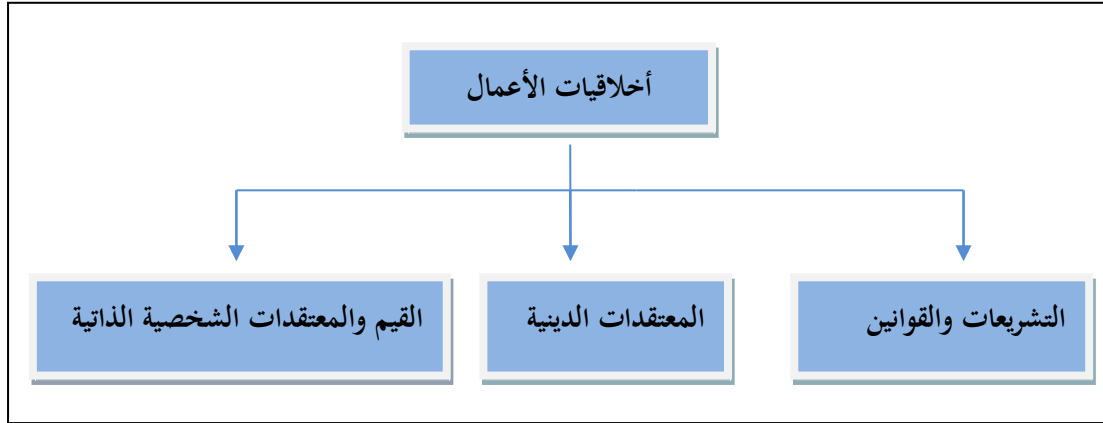 أخلاقيات الأعمال
التشريعات والقوانين
المعتقدات الدينية
القيم والمعتقدات الشخصية الذاتية